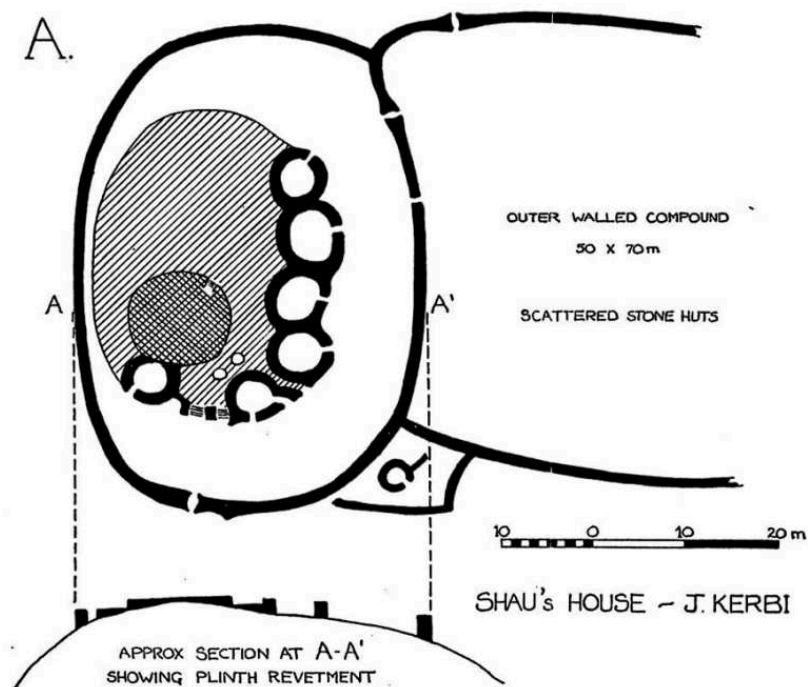 A.
OUTER WALLED COMPOUND
50 X 70 m
A
A'
SCATTERED STONE HUTS
10 0 10 20 m
SHAU's HOUSE ~ J. KERBI
APPROX SECTION AT A-A'
SHOWING PLINTH REVETMENT